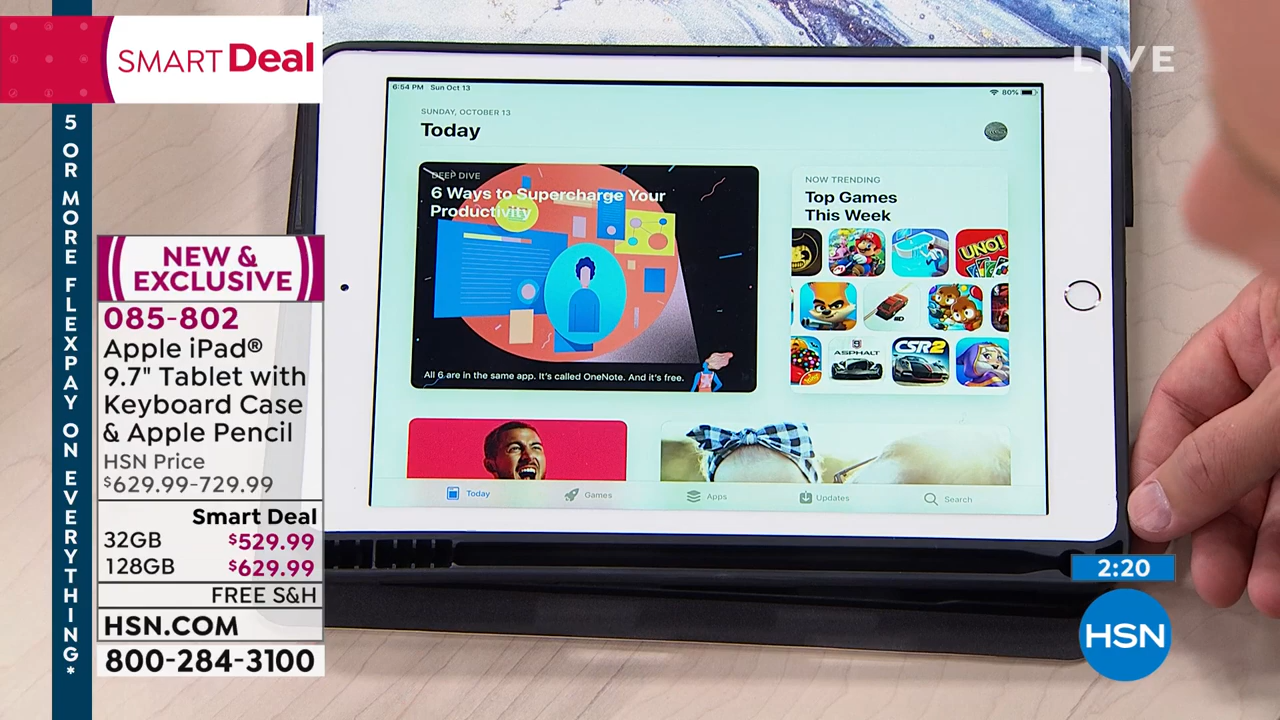 SMART Deal
LIVE
5 OR MORE FLEXPAY ON EVERYTHING*
NEW &
EXCLUSIVE
085-802
Apple iPad®
9.7" Tablet with
Keyboard Case
& Apple Pencil
HSN Price
$629.99-729.99
Smart Deal
32GB $529.99
128GB $629.99
FREE S&H
HSN.COM
800-284-3100
6:54 PM Sun Oct 13
80%
SUNDAY, OCTOBER 13
Today
DEEP DIVE
6 Ways to Supercharge Your
Productivity
All 6 are in the same app. It's called OneNote. And it's free.
NOW TRENDING
Top Games
This Week
UNO!
HD
ASPHALT
CSR2
Today
Games
Apps
Updates
Search
2:20
HSN